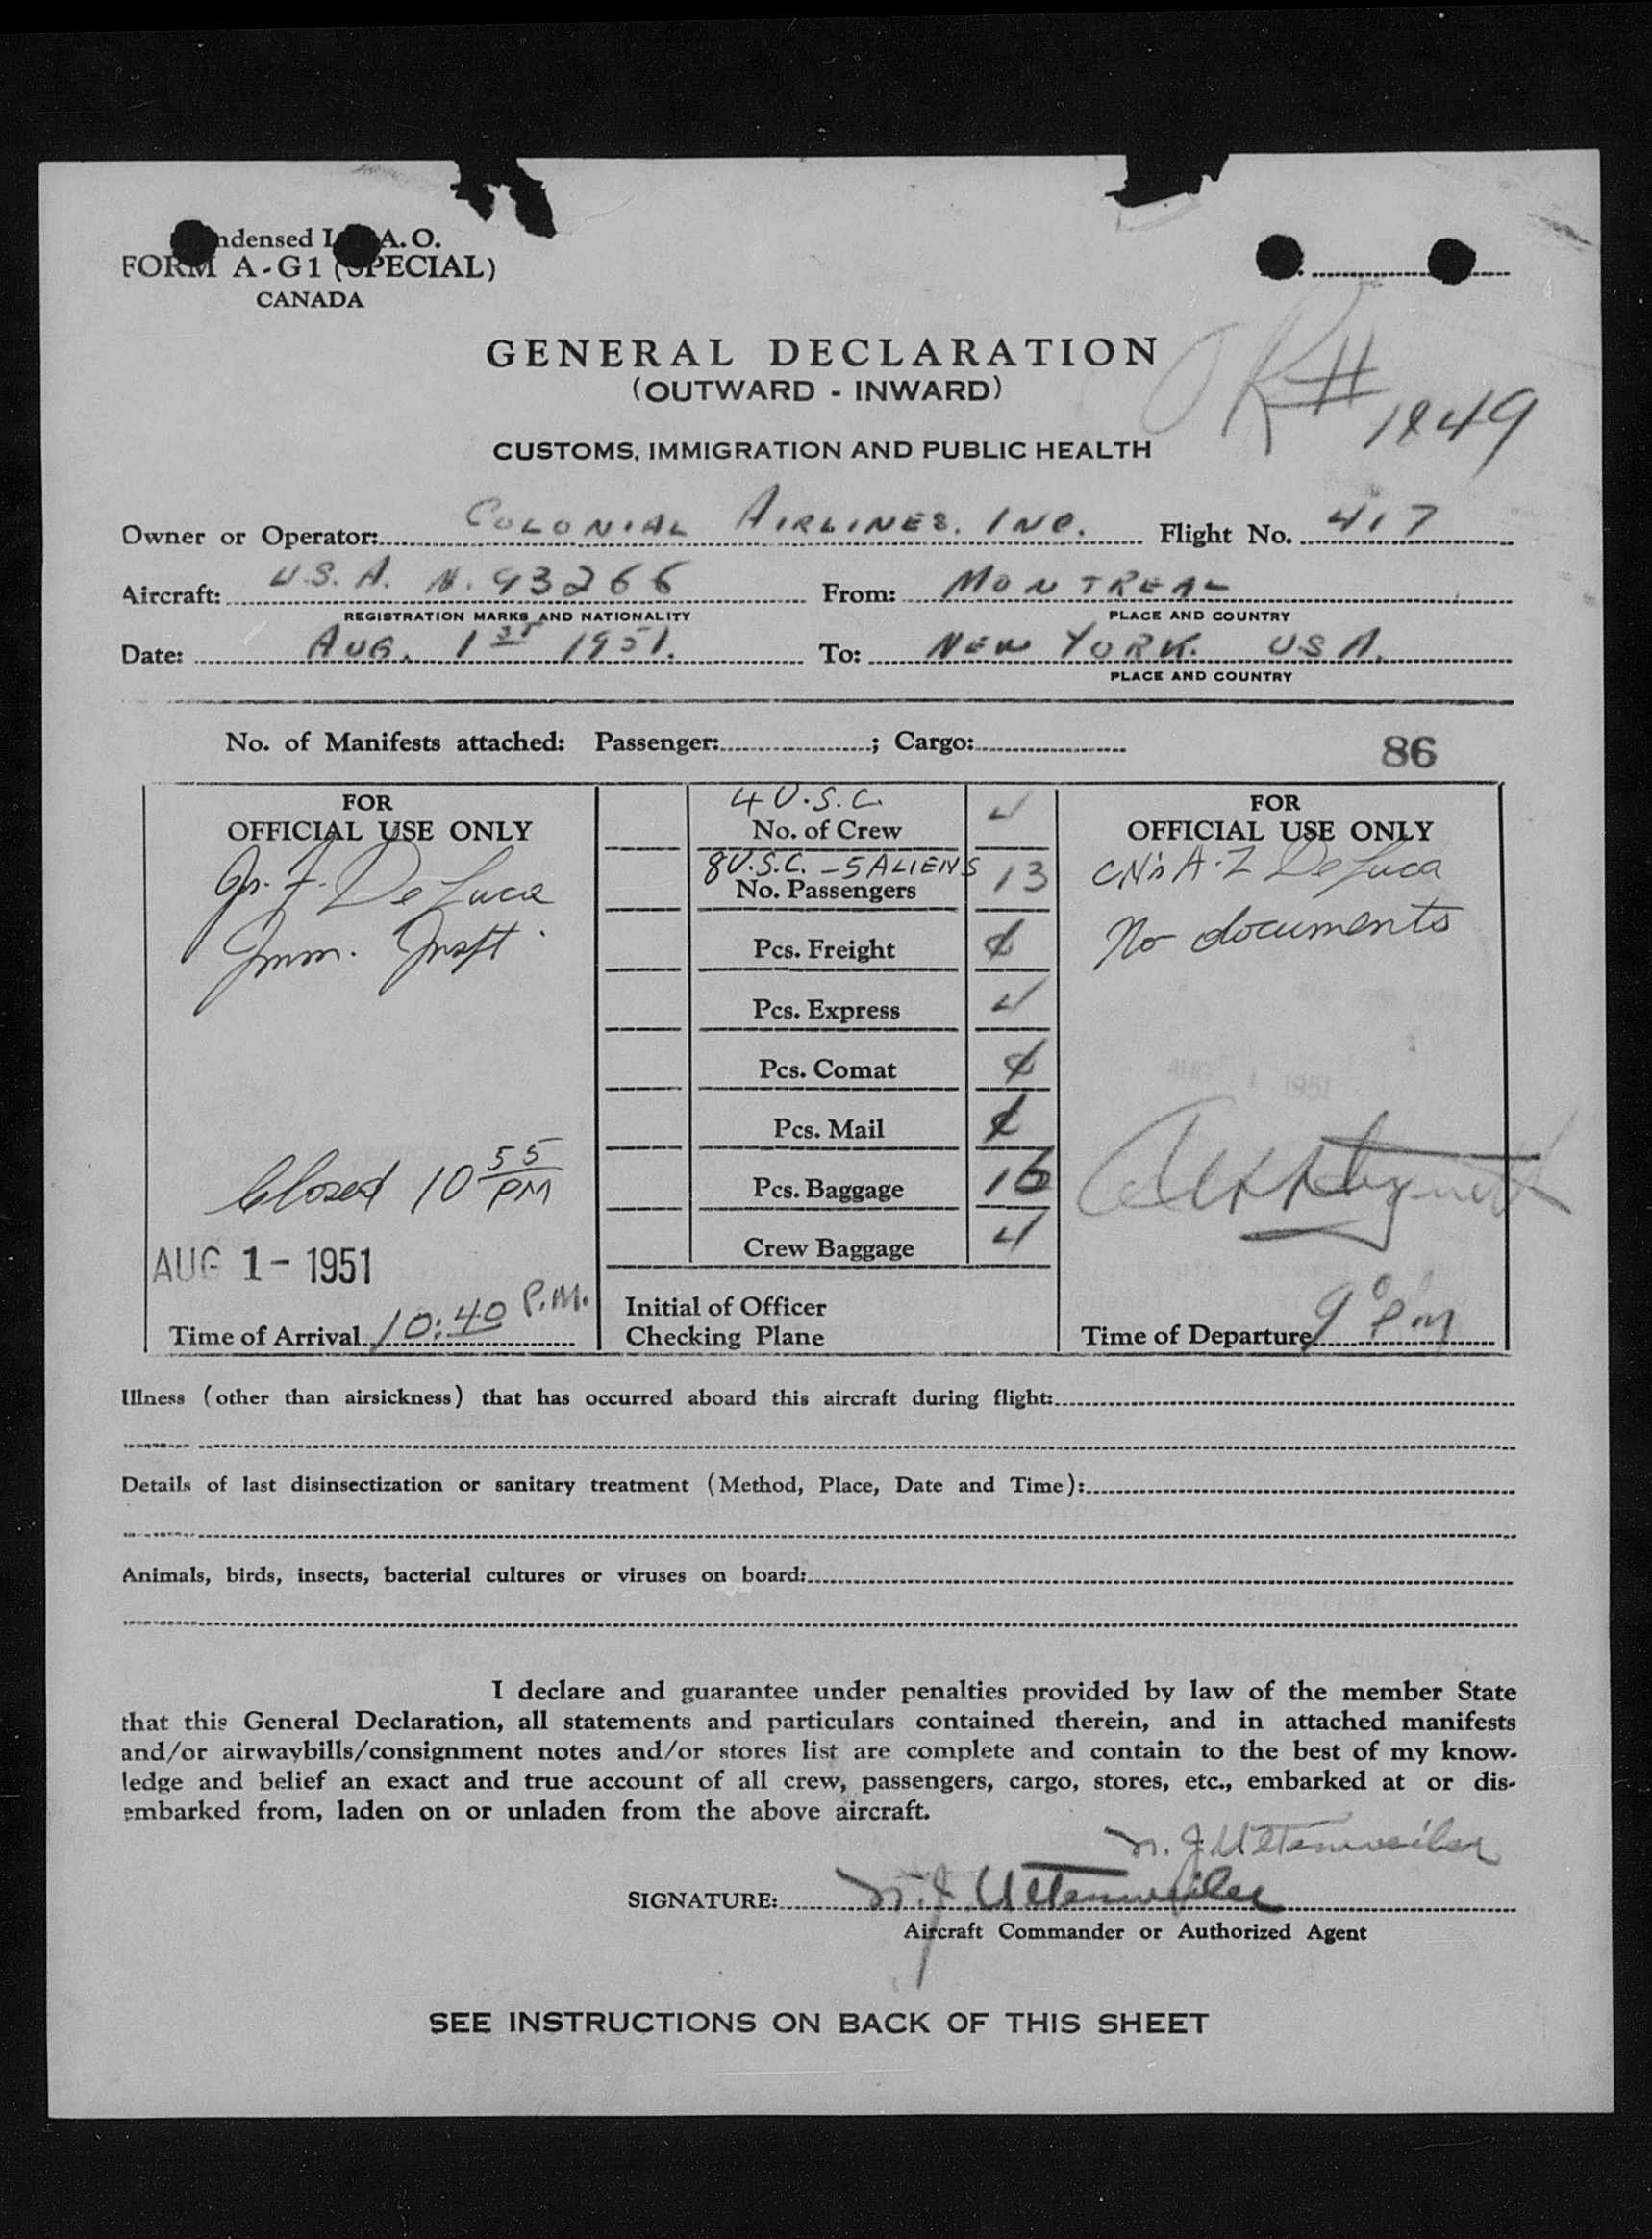 ndensed I A. O.
FORM A-G1 (SPECIAL)
CANADA
GENERAL DECLARATION
(OUTWARD - INWARD)
OK # 1849
CUSTOMS, IMMIGRATION AND PUBLIC HEALTH
Owner or Operator: COLONIAL AIRLINES. INC. Flight No. 417
Aircraft: U.S.A. N. 93266 From: MONTREAL
REGISTRATION MARKS AND NATIONALITY PLACE AND COUNTRY
Date: AUG. 1st 1951. To: NEW YORK. USA.
PLACE AND COUNTRY
No. of Manifests attached: Passenger: ; Cargo:
86
FOR
OFFICIAL USE ONLY
De Luca
Imm. Inspt.
Closed 10 55 PM
AUG 1 - 1951
Time of Arrival 10:40 P.M.
4 U.S.C.
No. of Crew 4
8 U.S.C. - 5 ALIENS
No. Passengers 13
Pcs. Freight ¢
Pcs. Express 4
Pcs. Comat ¢
Pcs. Mail ¢
Pcs. Baggage 16
Crew Baggage 4
Initial of Officer
Checking Plane
FOR
OFFICIAL USE ONLY
De Luca
No documents
Time of Departure 9 PM
Illness (other than airsickness) that has occurred aboard this aircraft during flight:
Details of last disinsectization or sanitary treatment (Method, Place, Date and Time):
Animals, birds, insects, bacterial cultures or viruses on board:
I declare and guarantee under penalties provided by law of the member State
that this General Declaration, all statements and particulars contained therein, and in attached manifests
and/or airwaybills/consignment notes and/or stores list are complete and contain to the best of my know-
ledge and belief an exact and true account of all crew, passengers, cargo, stores, etc., embarked at or dis-
embarked from, laden on or unladen from the above aircraft.
N. J. Uttenweiler
SIGNATURE: N. J. Uttenweiler
Aircraft Commander or Authorized Agent
SEE INSTRUCTIONS ON BACK OF THIS SHEET